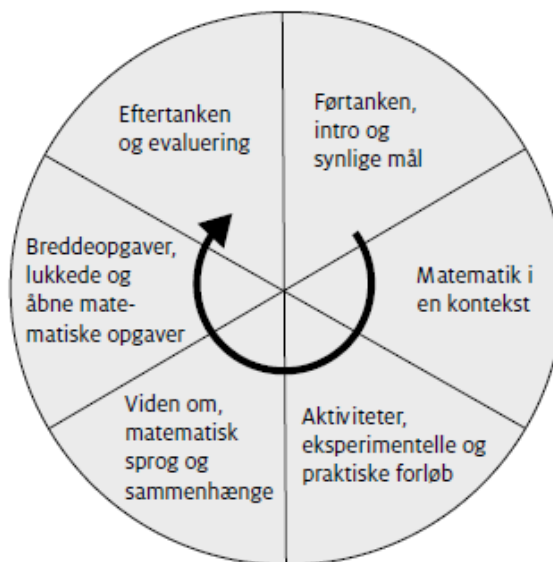 Førtanken,
intro og
synlige mål
Matematik i
en kontekst
Aktiviteter,
eksperimentelle og
praktiske forløb
Viden om,
matematisk
sprog og
sammenhænge
Breddeopgaver,
lukkede og
åbne mate-
matiske opgaver
Eftertanken
og evaluering